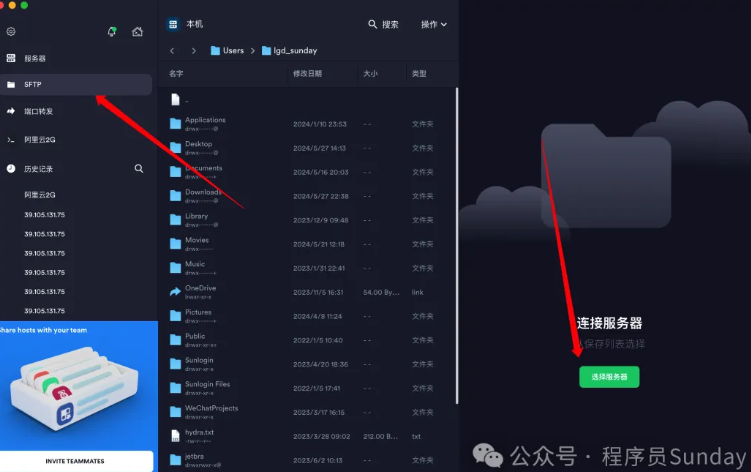 本机
搜索
操作
服务器
Users
lgd_sunday
名字
修改日期
大小
类型
SFTP
..
端口转发
Applications
drwx------@
2024/1/10 23:53
--
文件夹
阿里云2G
Desktop
drwx------@
2024/5/27 14:13
--
文件夹
历史记录
Documents
drwx------+
2024/5/16 20:03
--
文件夹
阿里云2G
Downloads
drwx------@
2024/5/27 22:38
--
文件夹
39.105.131.75
Library
drwx------@
2023/12/9 09:48
--
文件夹
39.105.131.75
Movies
drwx------
2024/5/21 12:18
--
文件夹
39.105.131.75
Music
drwx------+
2023/1/31 22:41
--
文件夹
39.105.131.75
OneDrive
lrwxr-xr-x
2023/11/5 16:31
54.00 By...
link
39.105.131.75
Pictures
drwx------+
2024/4/8 11:24
--
文件夹
39.105.131.75
Public
drwxr-xr-x+
2022/1/5 10:40
--
文件夹
Share hosts with your team
Sunlogin
drwxr-xr-x
2023/4/20 18:36
--
文件夹
Sunlogin Files
drwxr-xr-x
2022/1/5 17:41
--
文件夹
WeChatProjects
drwxr-xr-x
2023/3/17 16:15
--
文件夹
hydra.txt
-rw-r--r--
2023/3/28 09:02
212.00 B...
txt
jetbra
drwxrwxr-x@
2023/6/2 10:13
--
文件夹
INVITE TEAMMATES
连接服务器
保存列表选择
选择服务器
公众号 · 程序员Sunday